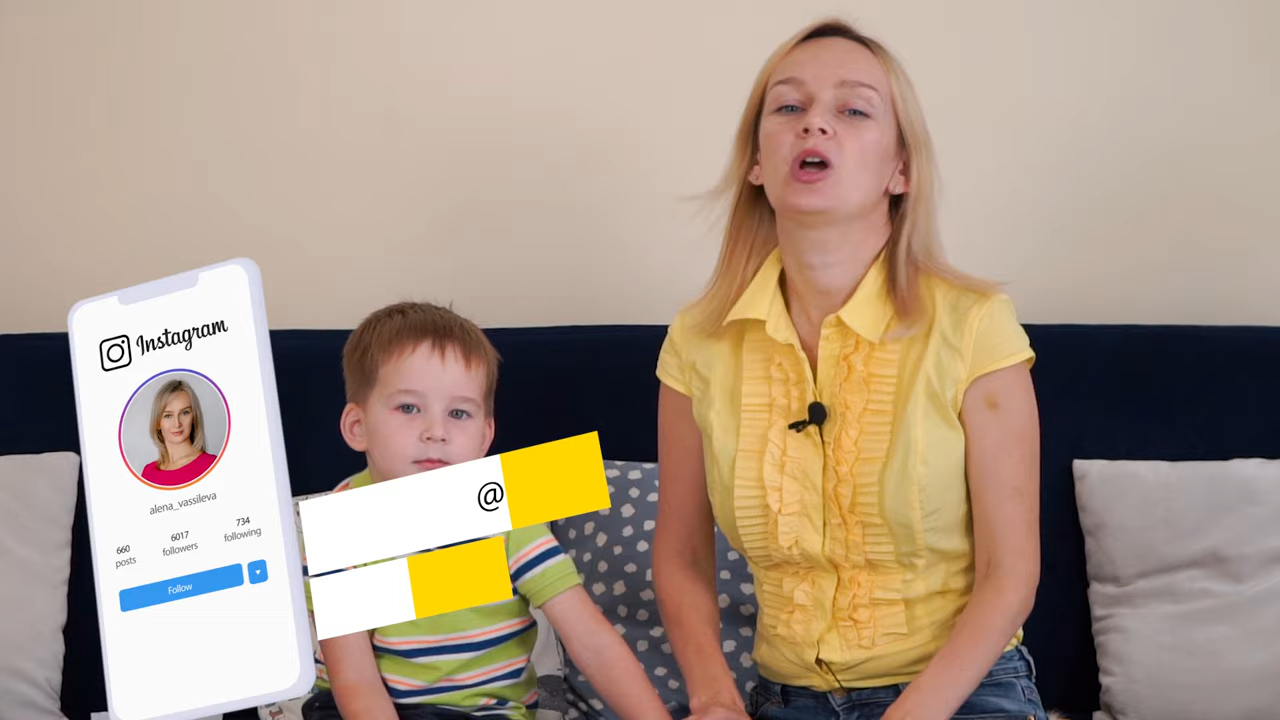 Instagram
alena_vassileva
660 6017 734
posts followers following
Follow
@